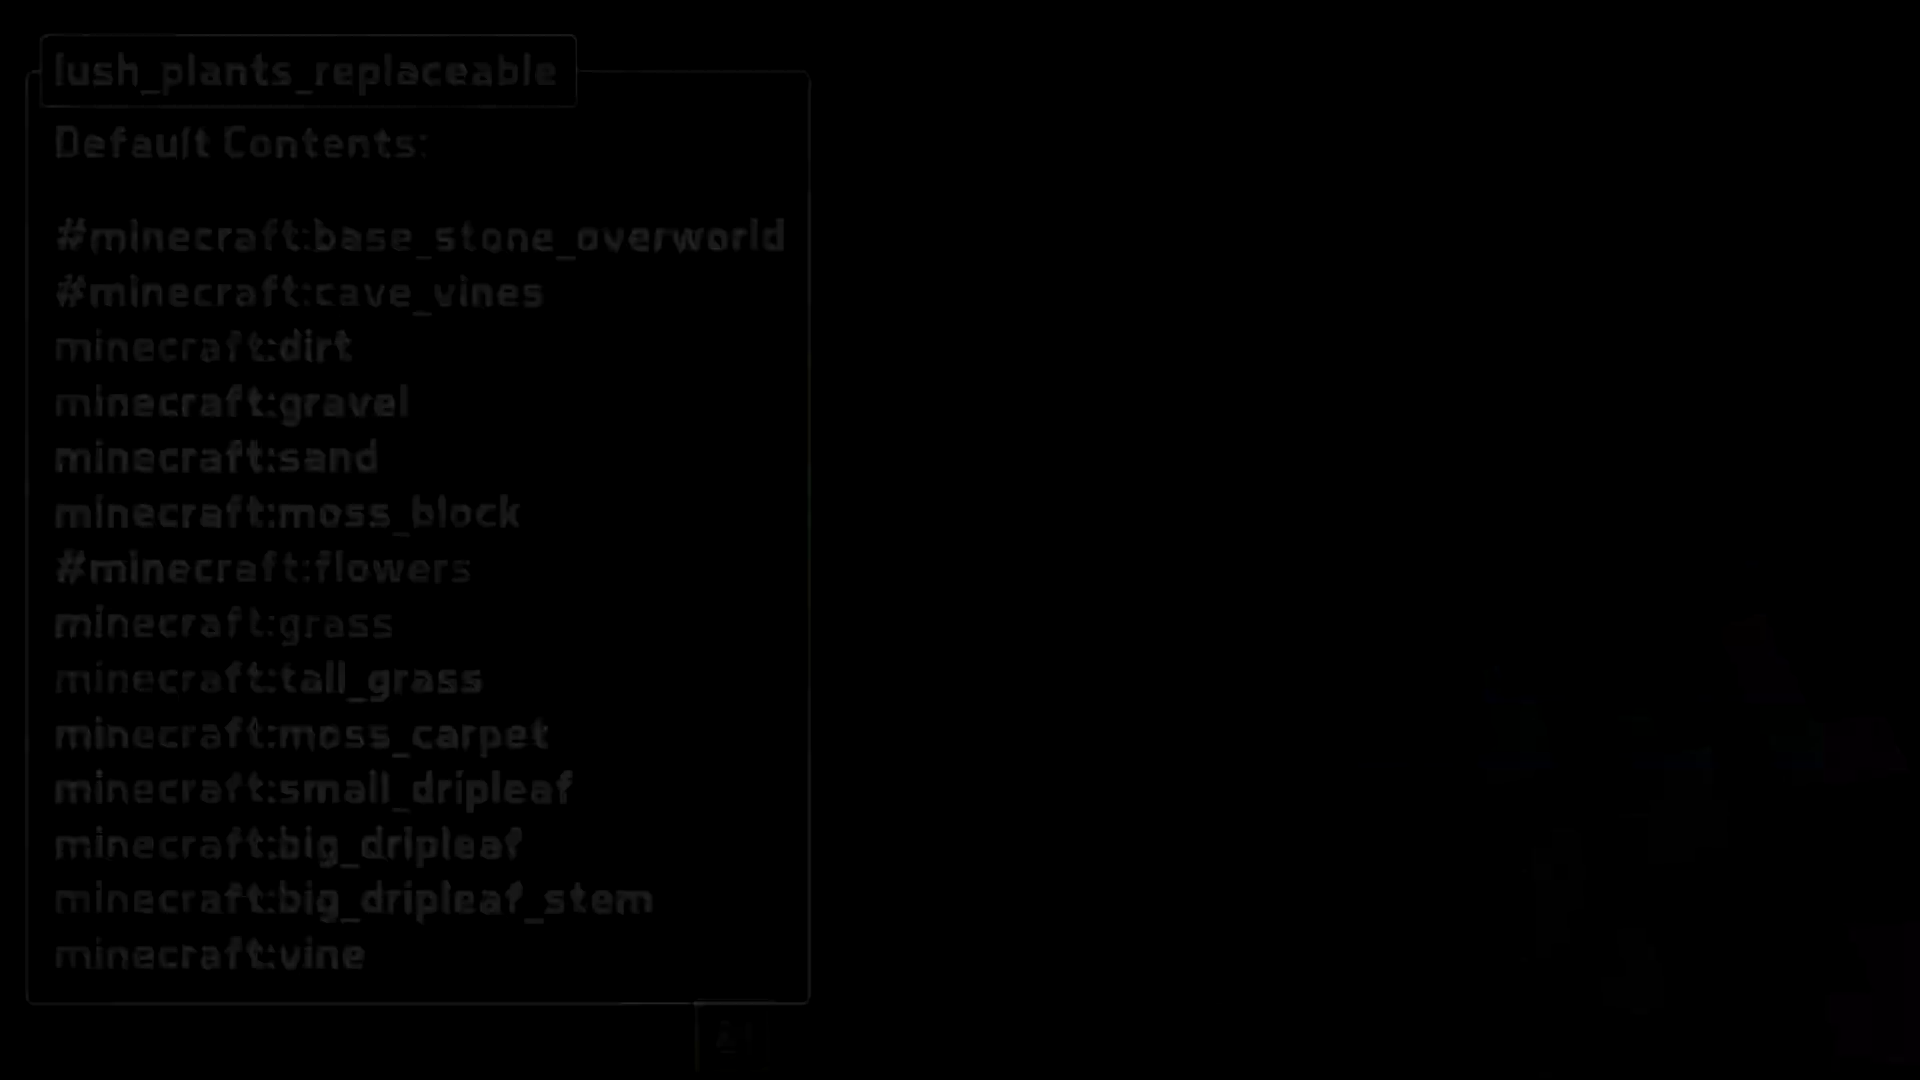 lush_plants_replaceable
Default Contents:
#minecraft:base_stone_overworld
#minecraft:cave_vines
minecraft:dirt
minecraft:gravel
minecraft:sand
minecraft:moss_block
#minecraft:flowers
minecraft:grass
minecraft:tall_grass
minecraft:moss_carpet
minecraft:small_dripleaf
minecraft:big_dripleaf
minecraft:big_dripleaf_stem
minecraft:vine